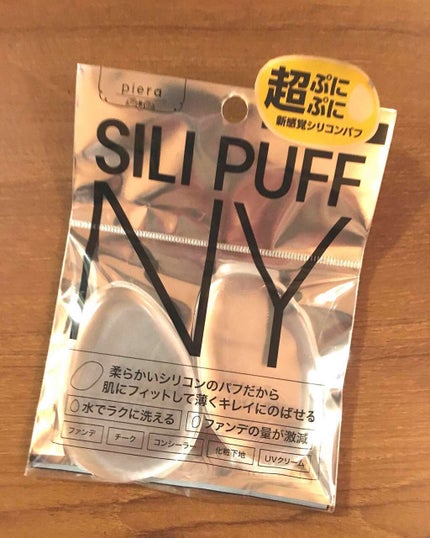 piera
超ぷに
ぷに
新感覚シリコンパフ
SILI PUFF
NY
柔らかいシリコンのパフだから
肌にフィットして薄くキレイにのばせる
水でラクに洗える ファンデの量が激減
ファンデ チーク コンシーラー 化粧下地 UVクリーム